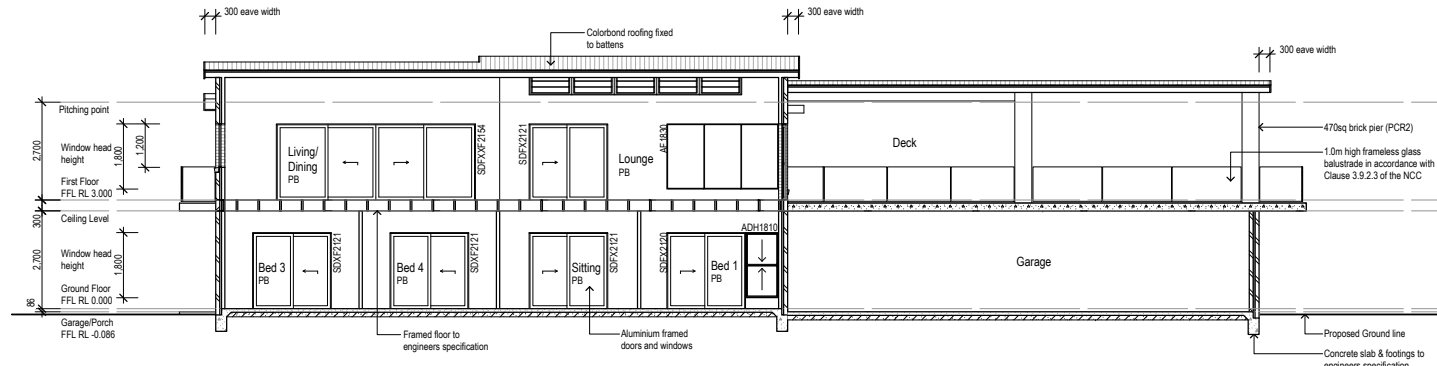 300 eave width
300 eave width
300 eave width
Colorbond roofing fixed
to battens
Pitching point
2,700
Window head
height
1,800
1,200
First Floor
FFL RL 3.000
300
Ceiling Level
2,700
Window head
height
1,800
Ground Floor
FFL RL 0.000
86
Garage/Porch
FFL RL -0.086
Living/
Dining
PB
SDFXXF2154
SDFX2121
Lounge
PB
AF1830
Deck
470sq brick pier (PCR2)
1.0m high frameless glass
balustrade in accordance with
Clause 3.9.2.3 of the NCC
Bed 3
PB
SDXF2121
Bed 4
PB
SDXF2121
Sitting
PB
SDFX2121
SDFX2120
Bed 1
PB
ADH1810
Garage
Framed floor to
engineers specification
Aluminium framed
doors and windows
Proposed Ground line
Concrete slab & footings to
engineers specification